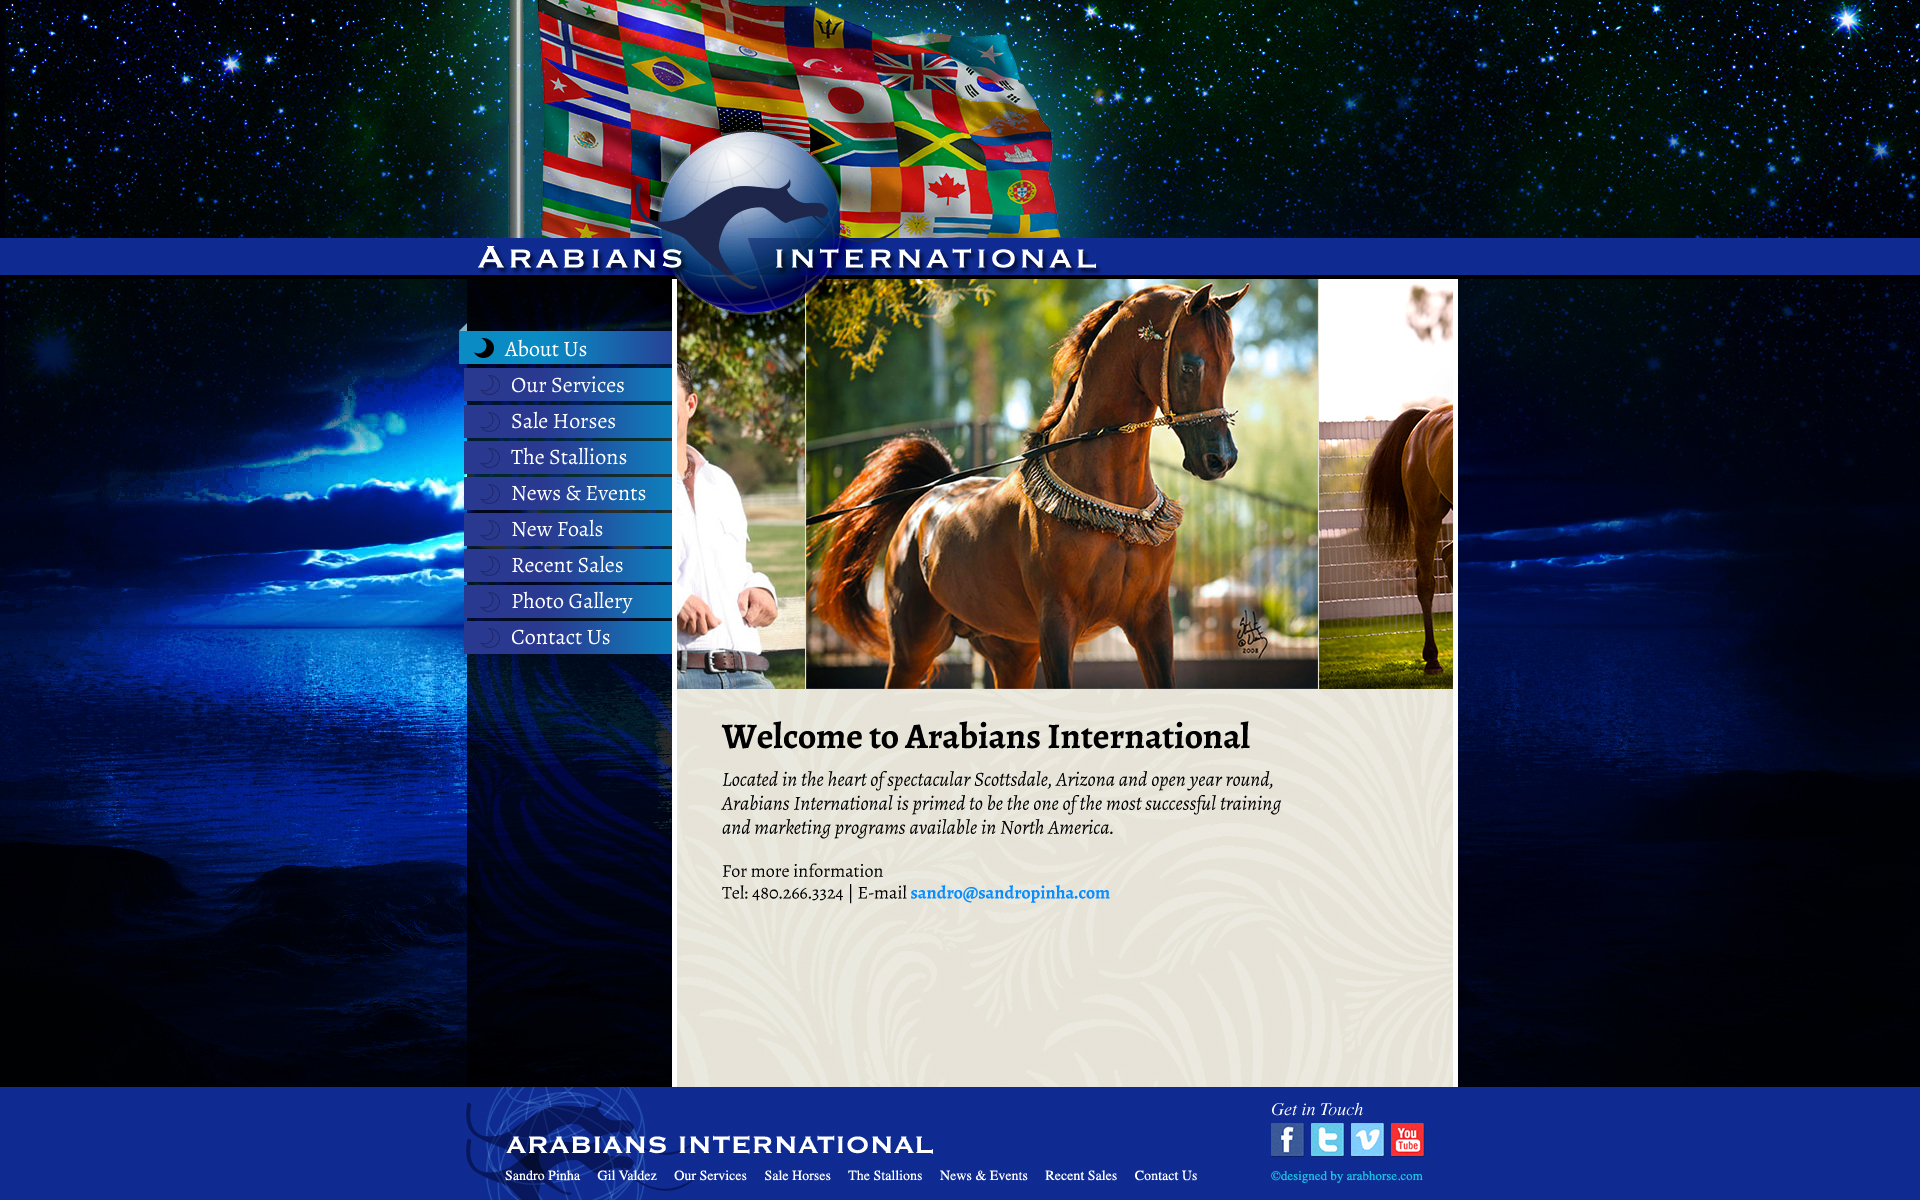 ARABIANS INTERNATIONAL
About Us
Our Services
Sale Horses
The Stallions
News & Events
New Foals
Recent Sales
Photo Gallery
Contact Us
2008
Welcome to Arabians International
Located in the heart of spectacular Scottsdale, Arizona and open year round,
Arabians International is primed to be the one of the most successful training
and marketing programs available in North America.
For more information
Tel: 480.266.3324 | E-mail sandro@sandropinha.com
ARABIANS INTERNATIONAL
Sandro Pinha Gil Valdez Our Services Sale Horses The Stallions News & Events Recent Sales Contact Us
Get in Touch
f t v You Tube
©designed by arabhorse.com